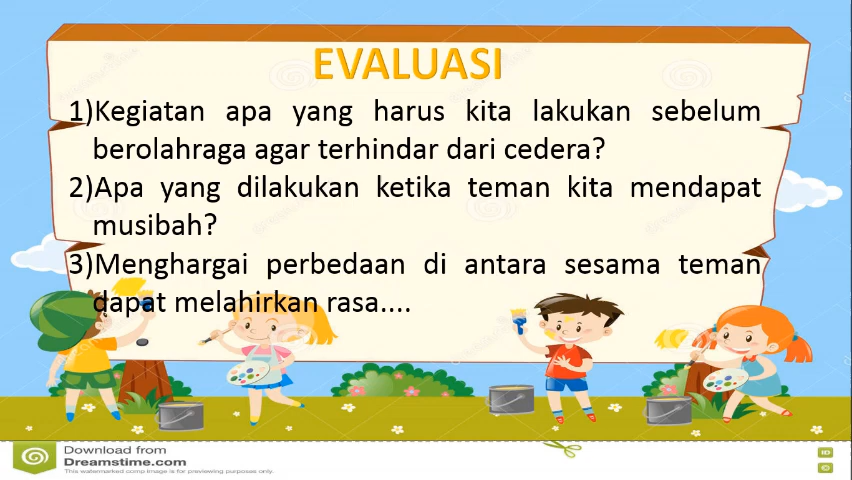 EVALUASI
1)Kegiatan apa yang harus kita lakukan sebelum
berolahraga agar terhindar dari cedera?
2)Apa yang dilakukan ketika teman kita mendapat
musibah?
3)Menghargai perbedaan di antara sesama teman
dapat melahirkan rasa....
Download from
Dreamstime.com
This watermarked comp image is for previewing purposes only.